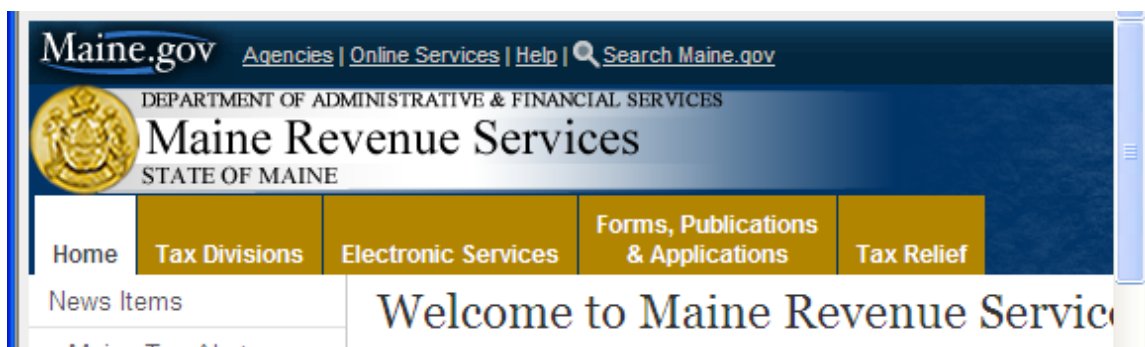 Maine.gov Agencies | Online Services | Help | Search Maine.gov
DEPARTMENT OF ADMINISTRATIVE & FINANCIAL SERVICES
Maine Revenue Services
STATE OF MAINE
Home Tax Divisions Electronic Services Forms, Publications & Applications Tax Relief
News Items
Welcome to Maine Revenue Servic